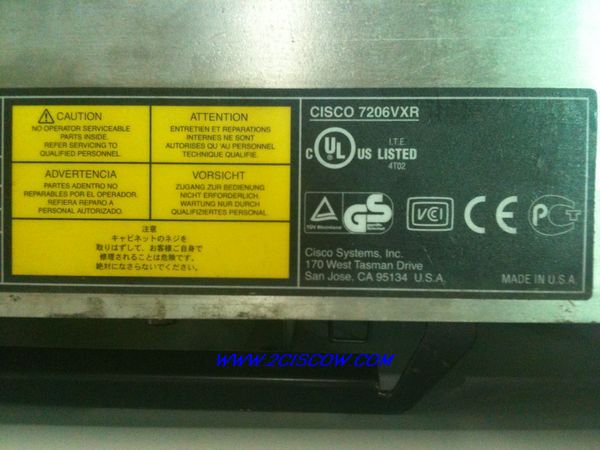 CAUTION
NO OPERATOR SERVICEABLE
PARTS INSIDE.
REFER SERVICING TO
QUALIFIED PERSONNEL.
ATTENTION
ENTRETIEN ET REPARATIONS
INTERNES NE SONT
AUTORISES QU 'AU PERSONNEL
TECHNIQUE QUALIFIE.
ADVERTENCIA
PARTES ADENTRO NO
REPARABLES POR EL OPERADOR.
REFIERA REPARO A
PERSONAL AUTORIZADO.
VORSICHT
ZUGANG ZUR BEDIENUNG
NICHT ERFORDERLICH.
WARTUNG NUR DURCH
QUALIFIZIERTES PERSONAL
注意
キャビネットのネジを
取りはずして、お客様ご自身で
修理されることは危険です。
絶対になさらないでください。
CISCO 7206VXR
C UL US LISTED
I.T.E.
4T02
TÜV Rheinland
GS
VCI
CE
PCT
Cisco Systems, Inc.
170 West Tasman Drive
San Jose, CA 95134 U.S.A.
MADE IN U.S.A.
WWW.2CISCOW.COM